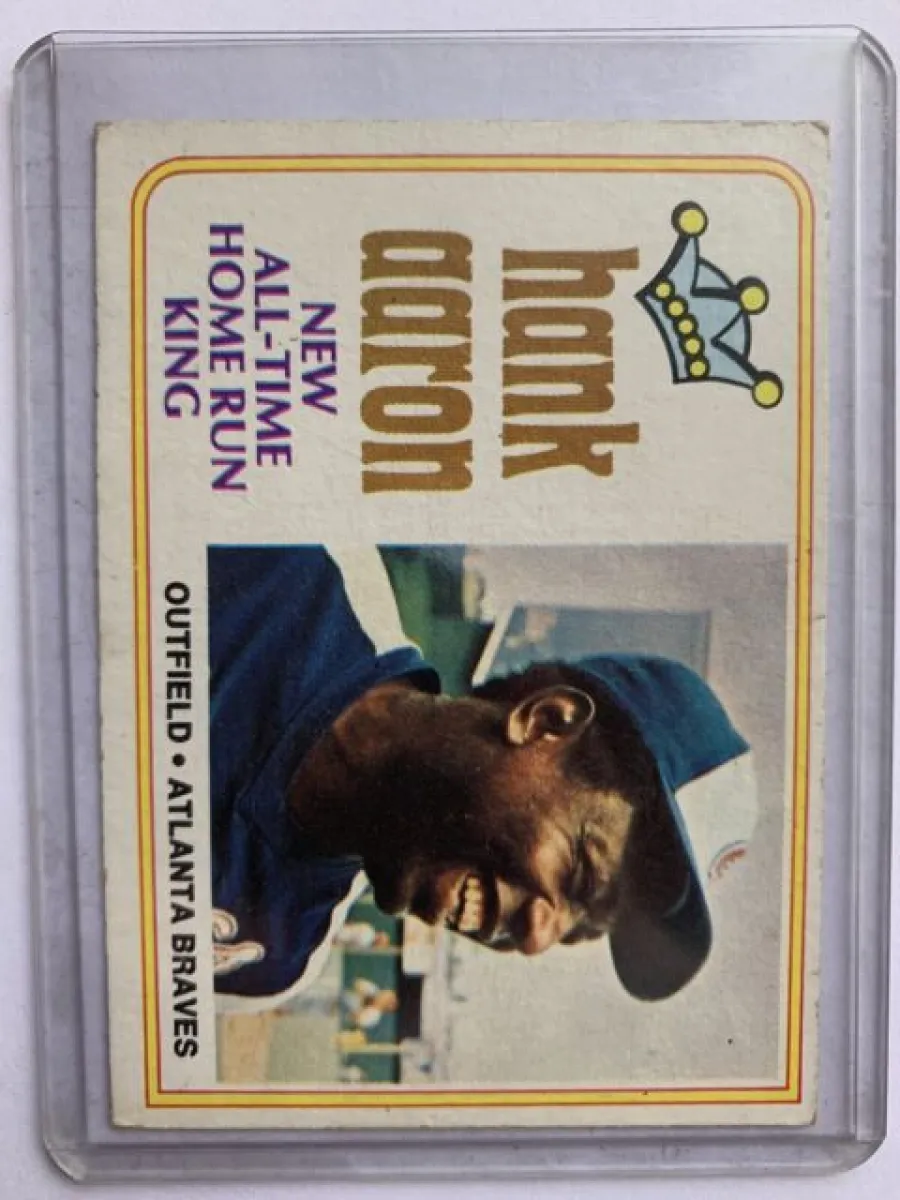 hank
aaron
NEW
ALL-TIME
HOME RUN
KING
OUTFIELD • ATLANTA BRAVES